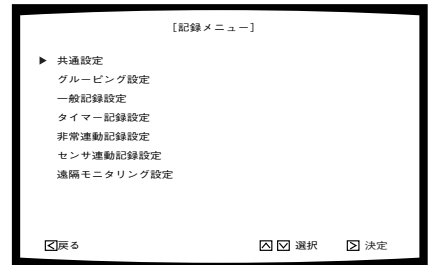 [記録メニュー]
▶ 共通設定
グルーピング設定
一般記録設定
タイマー記録設定
非常連動記録設定
センサ連動記録設定
遠隔モニタリング設定
<戻る ∧ ∨ 選択 > 決定